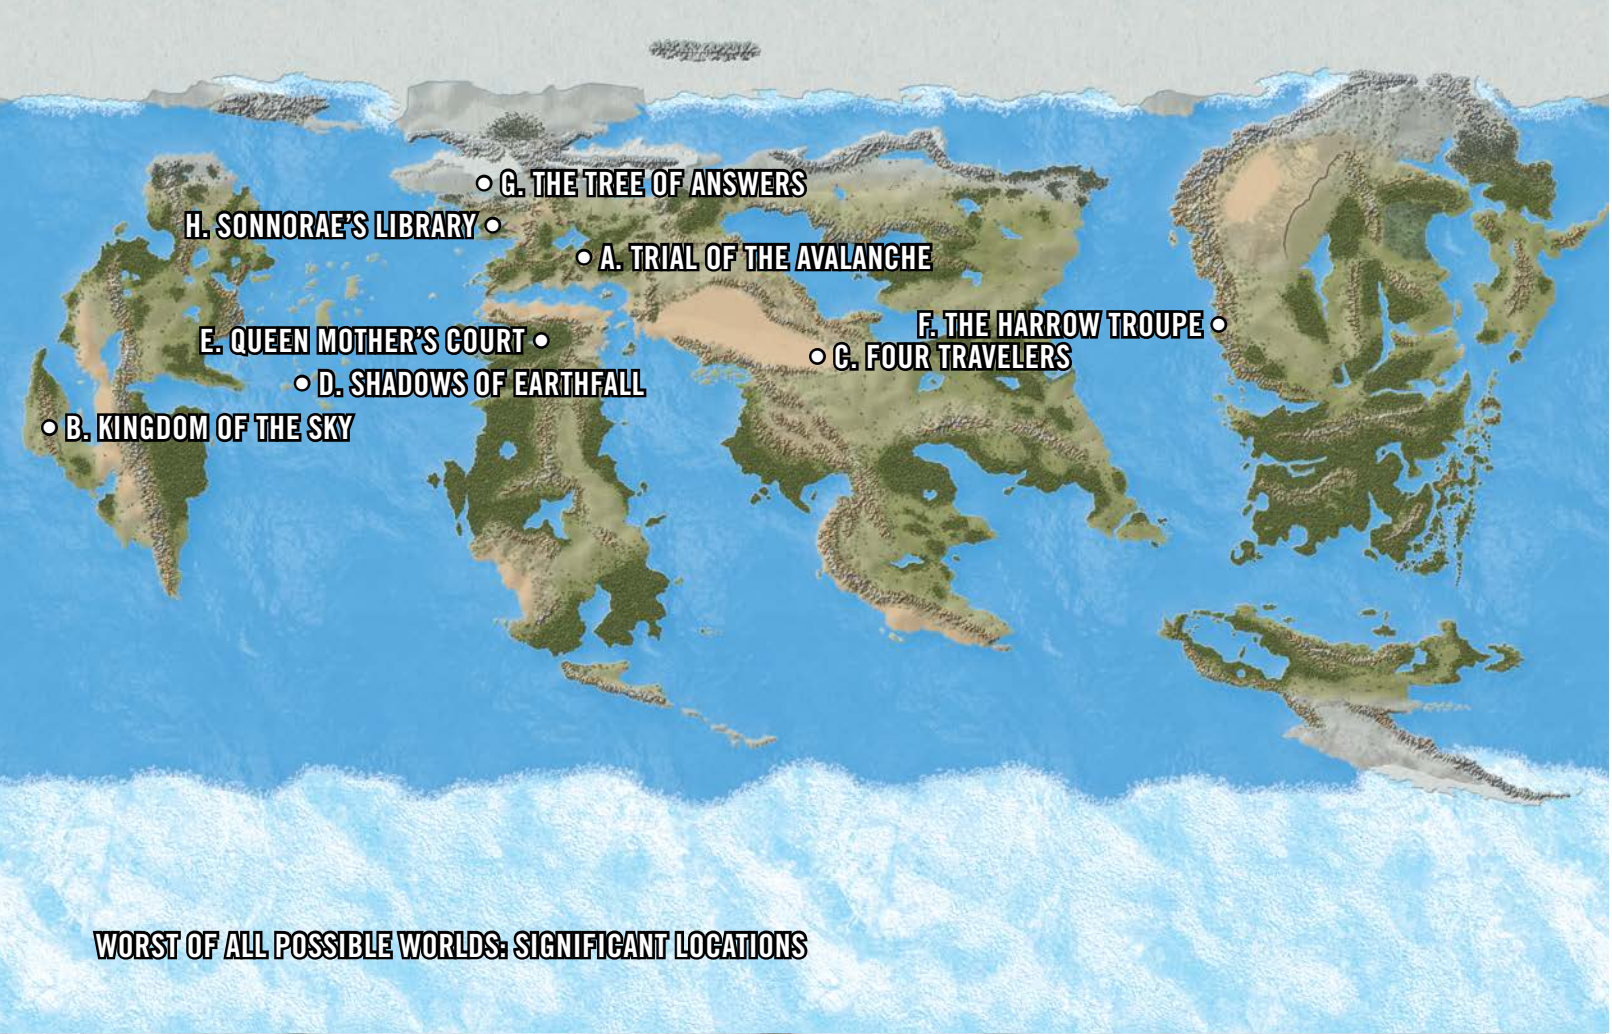 G. THE TREE OF ANSWERS
H. SONNORAE'S LIBRARY
A. TRIAL OF THE AVALANCHE
F. THE HARROW TROUPE
E. QUEEN MOTHER'S COURT
C. FOUR TRAVELERS
D. SHADOWS OF EARTHFALL
B. KINGDOM OF THE SKY
WORST OF ALL POSSIBLE WORLDS: SIGNIFICANT LOCATIONS